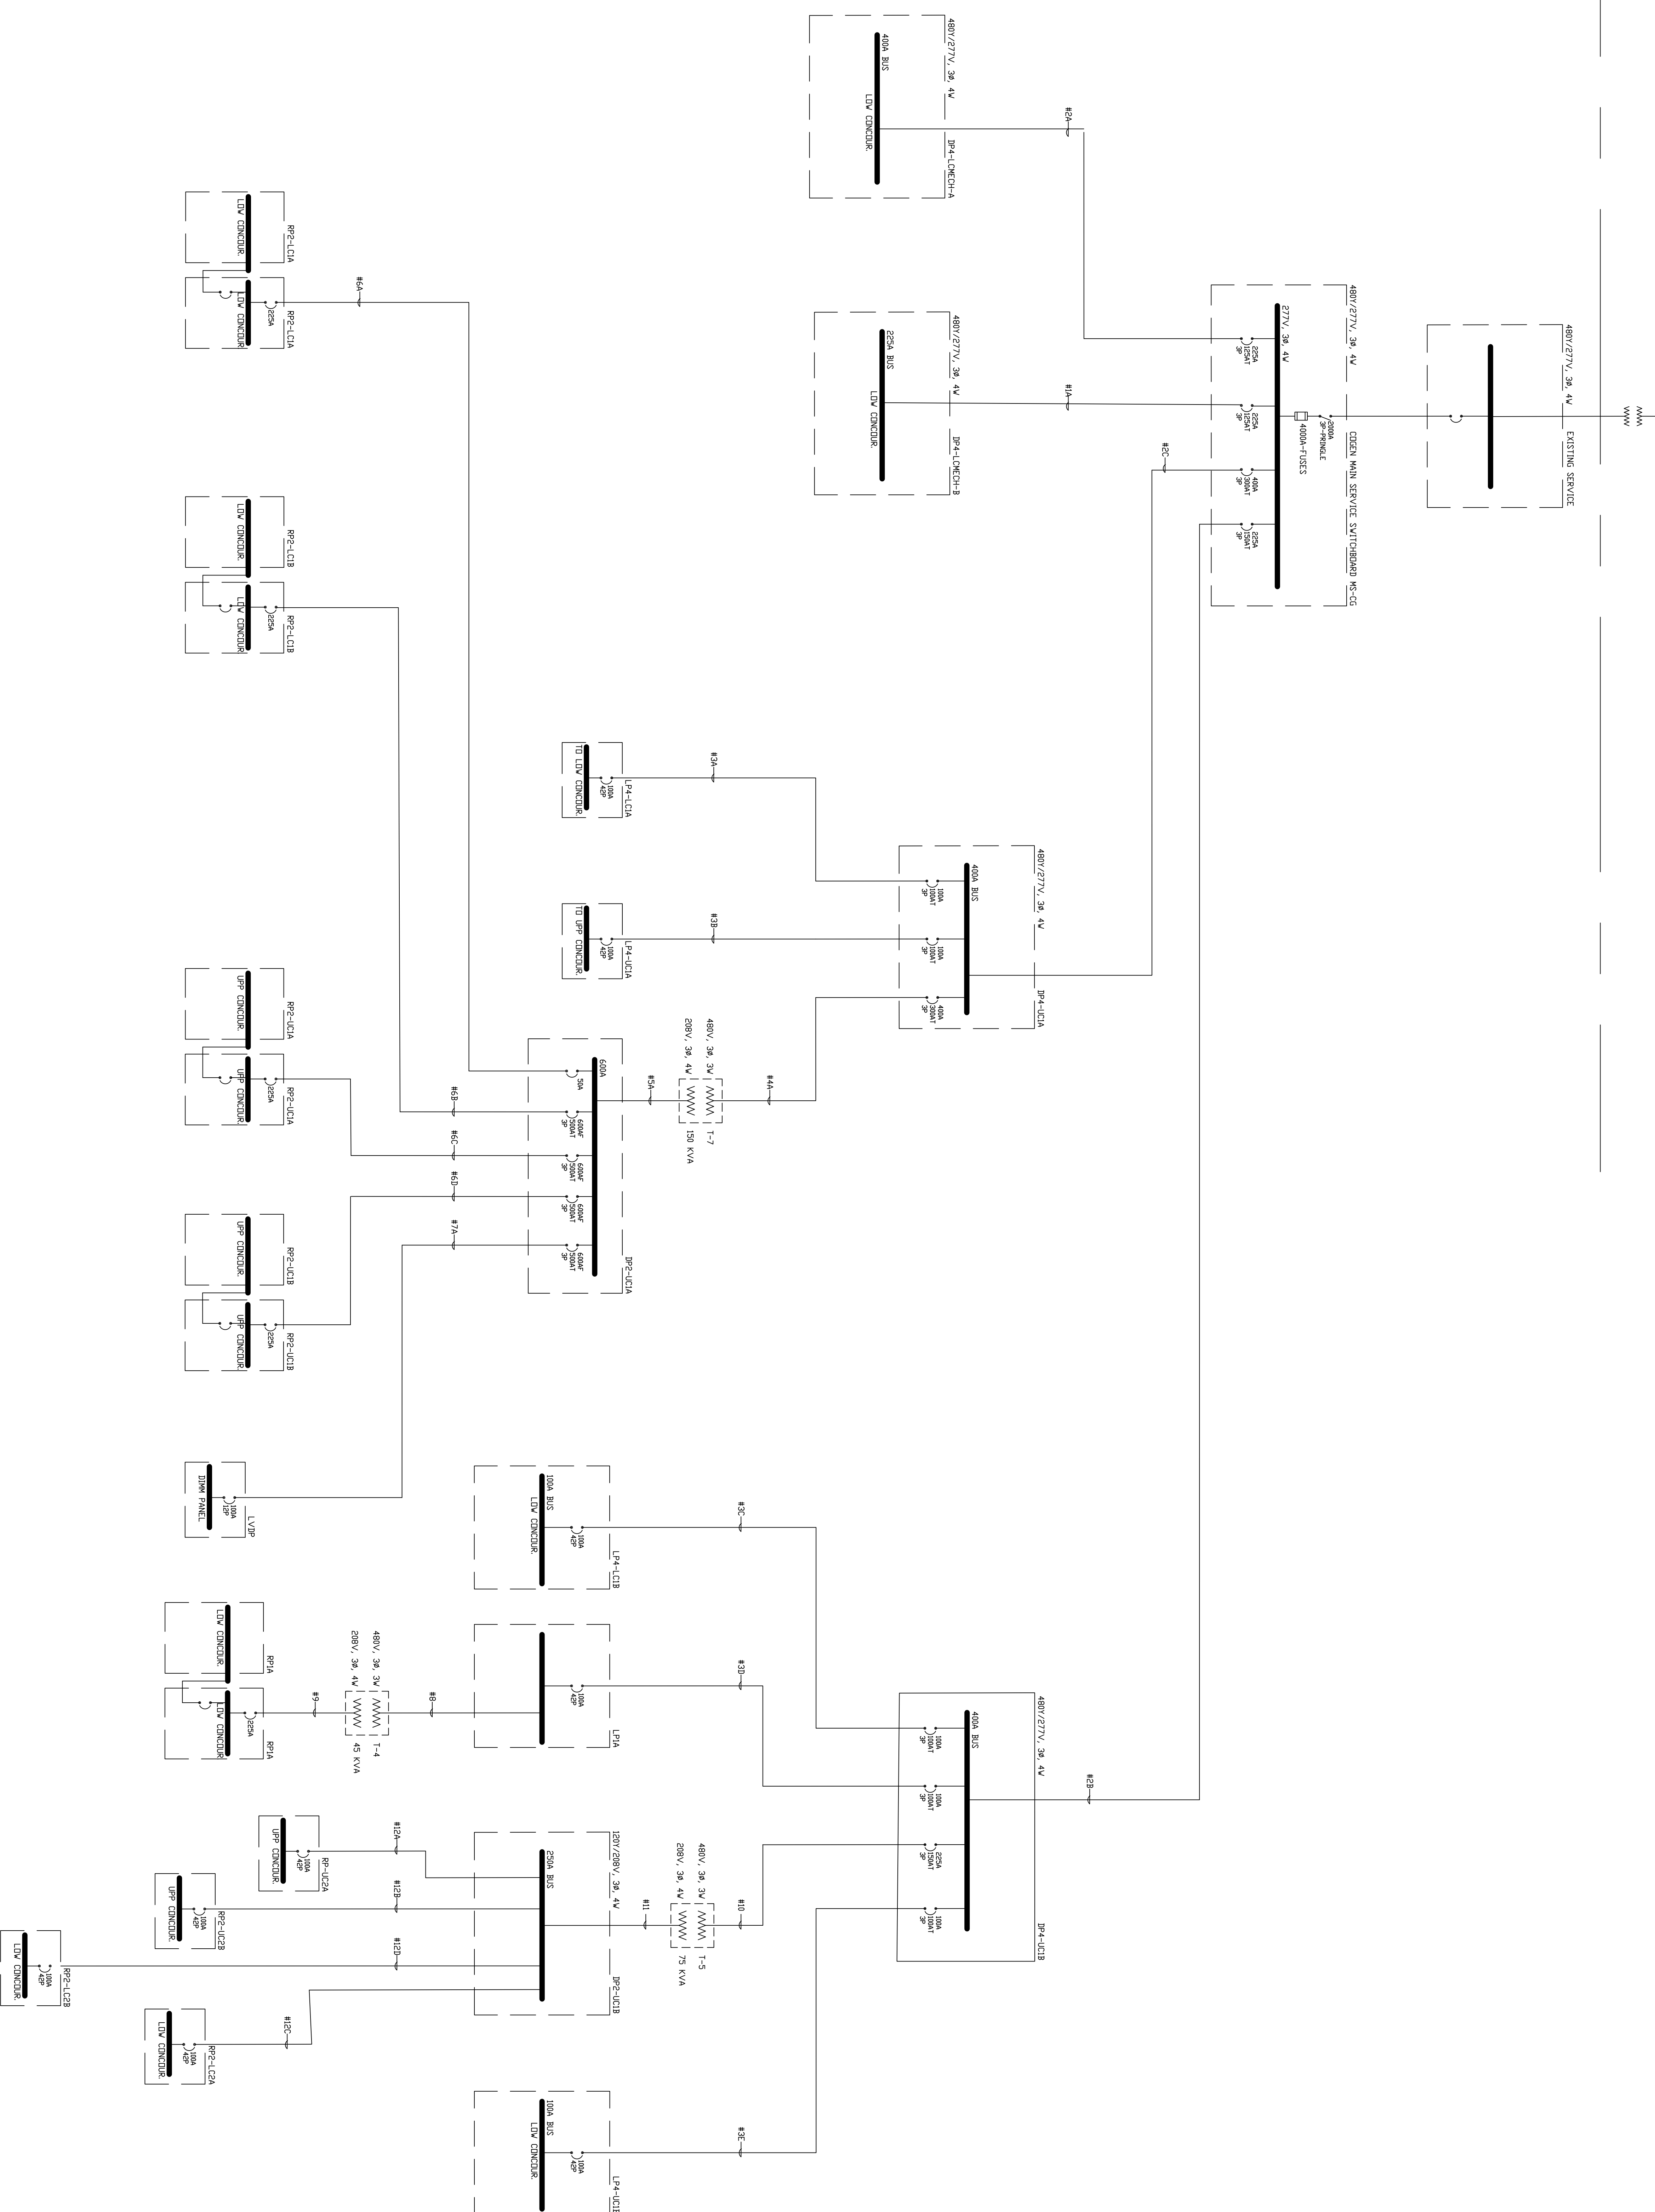 480Y/277V, 3Ø, 4W
EXISTING SERVICE
480Y/277V, 3Ø, 4W
COGEN MAIN SERVICE SWITCHBOARD MS-CG
2000A
3P-PRINGLE
4000A-FUSES
277V, 3Ø, 4W
225A
125AT
3P
225A
125AT
3P
400A
300AT
3P
225A
150AT
3P
#2A
#1A
#2C
#2B
480Y/277V, 3Ø, 4W
DP4-LCMECH-A
400A BUS
LOW CONCOUR.
480Y/277V, 3Ø, 4W
DP4-LCMECH-B
225A BUS
LOW CONCOUR.
480Y/277V, 3Ø, 4W
DP4-UC1A
400A BUS
100A
100AT
3P
100A
100AT
3P
400A
300AT
3P
480Y/277V, 3Ø, 4W
DP4-UC1B
400A BUS
100A
100AT
3P
100A
100AT
3P
225A
150AT
3P
100A
100AT
3P
#3A
#3B
#4A
#3C
#3D
#10
#3E
480V, 3Ø, 3W
T-7
208V, 3Ø, 4W
150 KVA
480V, 3Ø, 3W
T-5
208V, 3Ø, 4W
75 KVA
#5A
#11
LP4-LC1A
100A
42P
TO LOW CONCOUR.
LP4-UC1A
100A
42P
TO UPP CONCOUR.
DP2-UC1A
600A
50A
600AF
500AT
3P
600AF
500AT
3P
600AF
500AT
3P
600AF
500AT
3P
LP4-LC1B
100A
42P
100A BUS
LOW CONCOUR.
LP1A
100A
42P
120Y/208V, 3Ø, 4W
DP2-UC1B
250A BUS
LP4-UC1B
100A
42P
100A BUS
LOW CONCOUR.
#6A
#6B
#6C
#6D
#7A
#8
#12A
#12B
#12D
#12C
480V, 3Ø, 3W
T-4
208V, 3Ø, 4W
45 KVA
#9
RP2-LC1A
LOW CONCOUR.
RP2-LC1A
225A
LOW CONCOUR.
RP2-LC1B
LOW CONCOUR.
RP2-LC1B
225A
LOW CONCOUR.
RP2-UC1A
UPP CONCOUR.
RP2-UC1A
225A
UPP CONCOUR.
RP2-UC1B
UPP CONCOUR.
RP2-UC1B
225A
UPP CONCOUR.
LVDP
100A
12P
DIMM PANEL
RP1A
LOW CONCOUR.
RP1A
225A
LOW CONCOUR.
RP-UC2A
100A
42P
UPP CONCOUR.
RP2-UC2B
100A
42P
UPP CONCOUR.
RP2-LC2B
100A
42P
LOW CONCOUR.
RP2-LC2A
100A
42P
LOW CONCOUR.